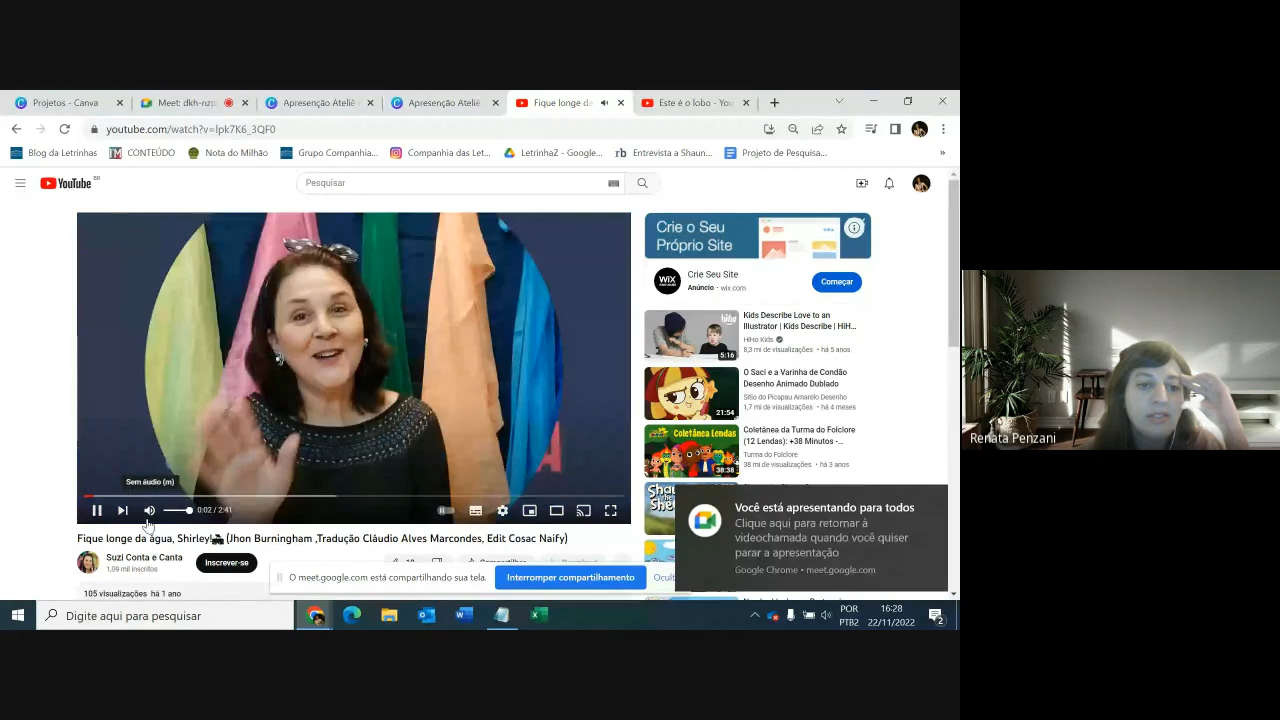 Projetos - Canva
Meet: dkh-nzp
Apresenção Ateliê
Apresenção Ateliê
Fique longe da
Este é o lobo - You
youtube.com/watch?v=lpk7K6_3QF0
Blog da Letrinhas
CONTEÚDO
Nota do Milhão
Grupo Companhia...
Companhia das Let...
LetrinhaZ - Google...
rb
Entrevista a Shaun...
Projeto de Pesquisa...
»
YouTube BR
Pesquisar
Crie o Seu
Próprio Site
WIX
Crie Seu Site
Anúncio • wix.com
Começar
hiho
5:16
Kids Describe Love to an
Illustrator | Kids Describe | HiH...
HiHo Kids
8,3 mi de visualizações • há 5 anos
21:54
O Saci e a Varinha de Condão
Desenho Animado Dublado
Sítio do Picapau Amarelo Desenho
1,7 mi de visualizações • há 4 meses
Coletânea Lendas
38:38
Coletânea da Turma do Folclore
(12 Lendas): +38 Minutos -...
Turma do Folclore
38 mi de visualizações • há 3 anos
Sem áudio (m)
0:02 / 2:41
Fique longe da água, Shirley! (Jhon Burningham ,Tradução Cláudio Alves Marcondes, Edit Cosac Naify)
Suzi Conta e Canta
1,09 mil inscritos
Inscrever-se
105 visualizações há 1 ano
O meet.google.com está compartilhando sua tela.
Interromper compartilhamento
Ocult
Você está apresentando para todos
Clique aqui para retornar à
videochamada quando você quiser
parar a apresentação
Google Chrome • meet.google.com
Digite aqui para pesquisar
POR
PTB2
16:28
22/11/2022
2
Renata Penzani